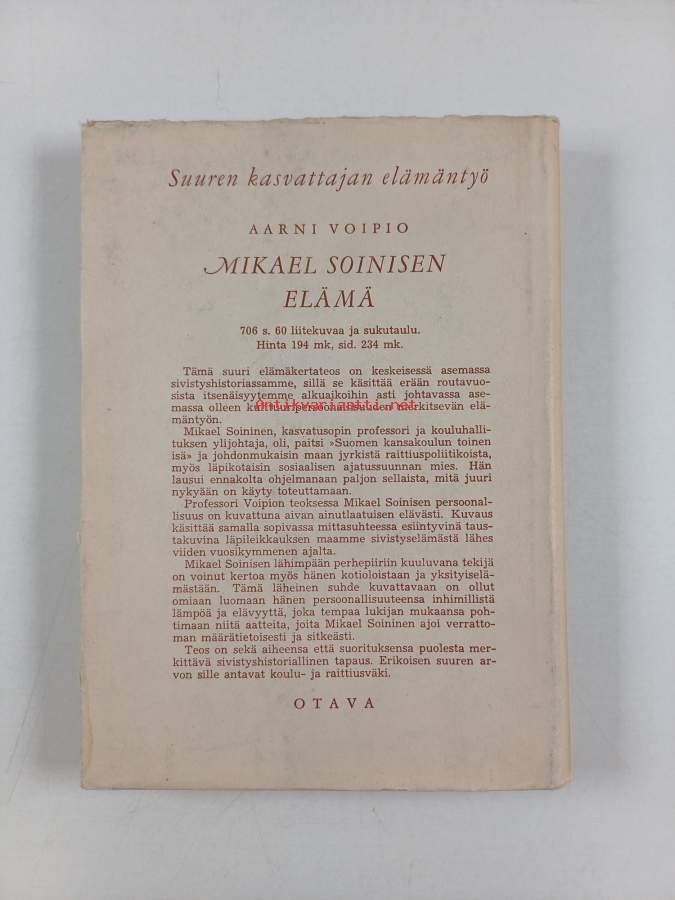 Suuren kasvattajan elämäntyö
AARNI VOIPIO
MIKAEL SOINISEN
ELÄMÄ
706 s. 60 liitekuvaa ja sukutaulu.
Hinta 194 mk, sid. 234 mk.
Tämä suuri elämäkertateos on keskeisessä asemassa
sivistyshistoriassamme, sillä se käsittää erään routavuo-
sista itsenäisyytemme alkuaikoihin asti johtavassa ase-
massa olleen kulttuuripersoonallisuuden merkitsevän elä-
Antikvariaatti.net
mäntyön.
Mikael Soininen, kasvatusopin professori ja kouluhalli-
tuksen ylijohtaja, oli, paitsi »Suomen kansakoulun toinen
isä» ja johdonmukaisin maan jyrkistä raittiuspoliitikoista,
myös läpikotaisin sosiaalisen ajatussuunnan mies. Hän
lausui ennakolta ohjelmanaan paljon sellaista, mitä juuri
nykyään on käyty toteuttamaan.
Professori Voipion teoksessa Mikael Soinisen persoonal-
lisuus on kuvattuna aivan ainutlaatuisen elävästi. Kuvaus
käsittää samalla sopivassa mittasuhteessa esiintyvinä taus-
takuvina läpileikkauksen maamme sivistyselämästä lähes
viiden vuosikymmenen ajalta.
Mikael Soinisen lähimpään perhepiiriin kuuluvana tekijä
on voinut kertoa myös hänen kotioloistaan ja yksityiselä-
mästään. Tämä läheinen suhde kuvattavaan on ollut
omiaan luomaan hänen persoonallisuuteensa inhimillistä
lämpöä ja elävyyttä, joka tempaa lukijan mukaansa poh-
timaan niitä aatteita, joita Mikael Soininen ajoi verratto-
man määrätietoisesti ja sitkeästi.
Teos on sekä aiheensa että suorituksensa puolesta mer-
kittävä sivistyshistoriallinen tapaus. Erikoisen suuren ar-
von sille antavat koulu- ja raittiusväki.
OTAVA